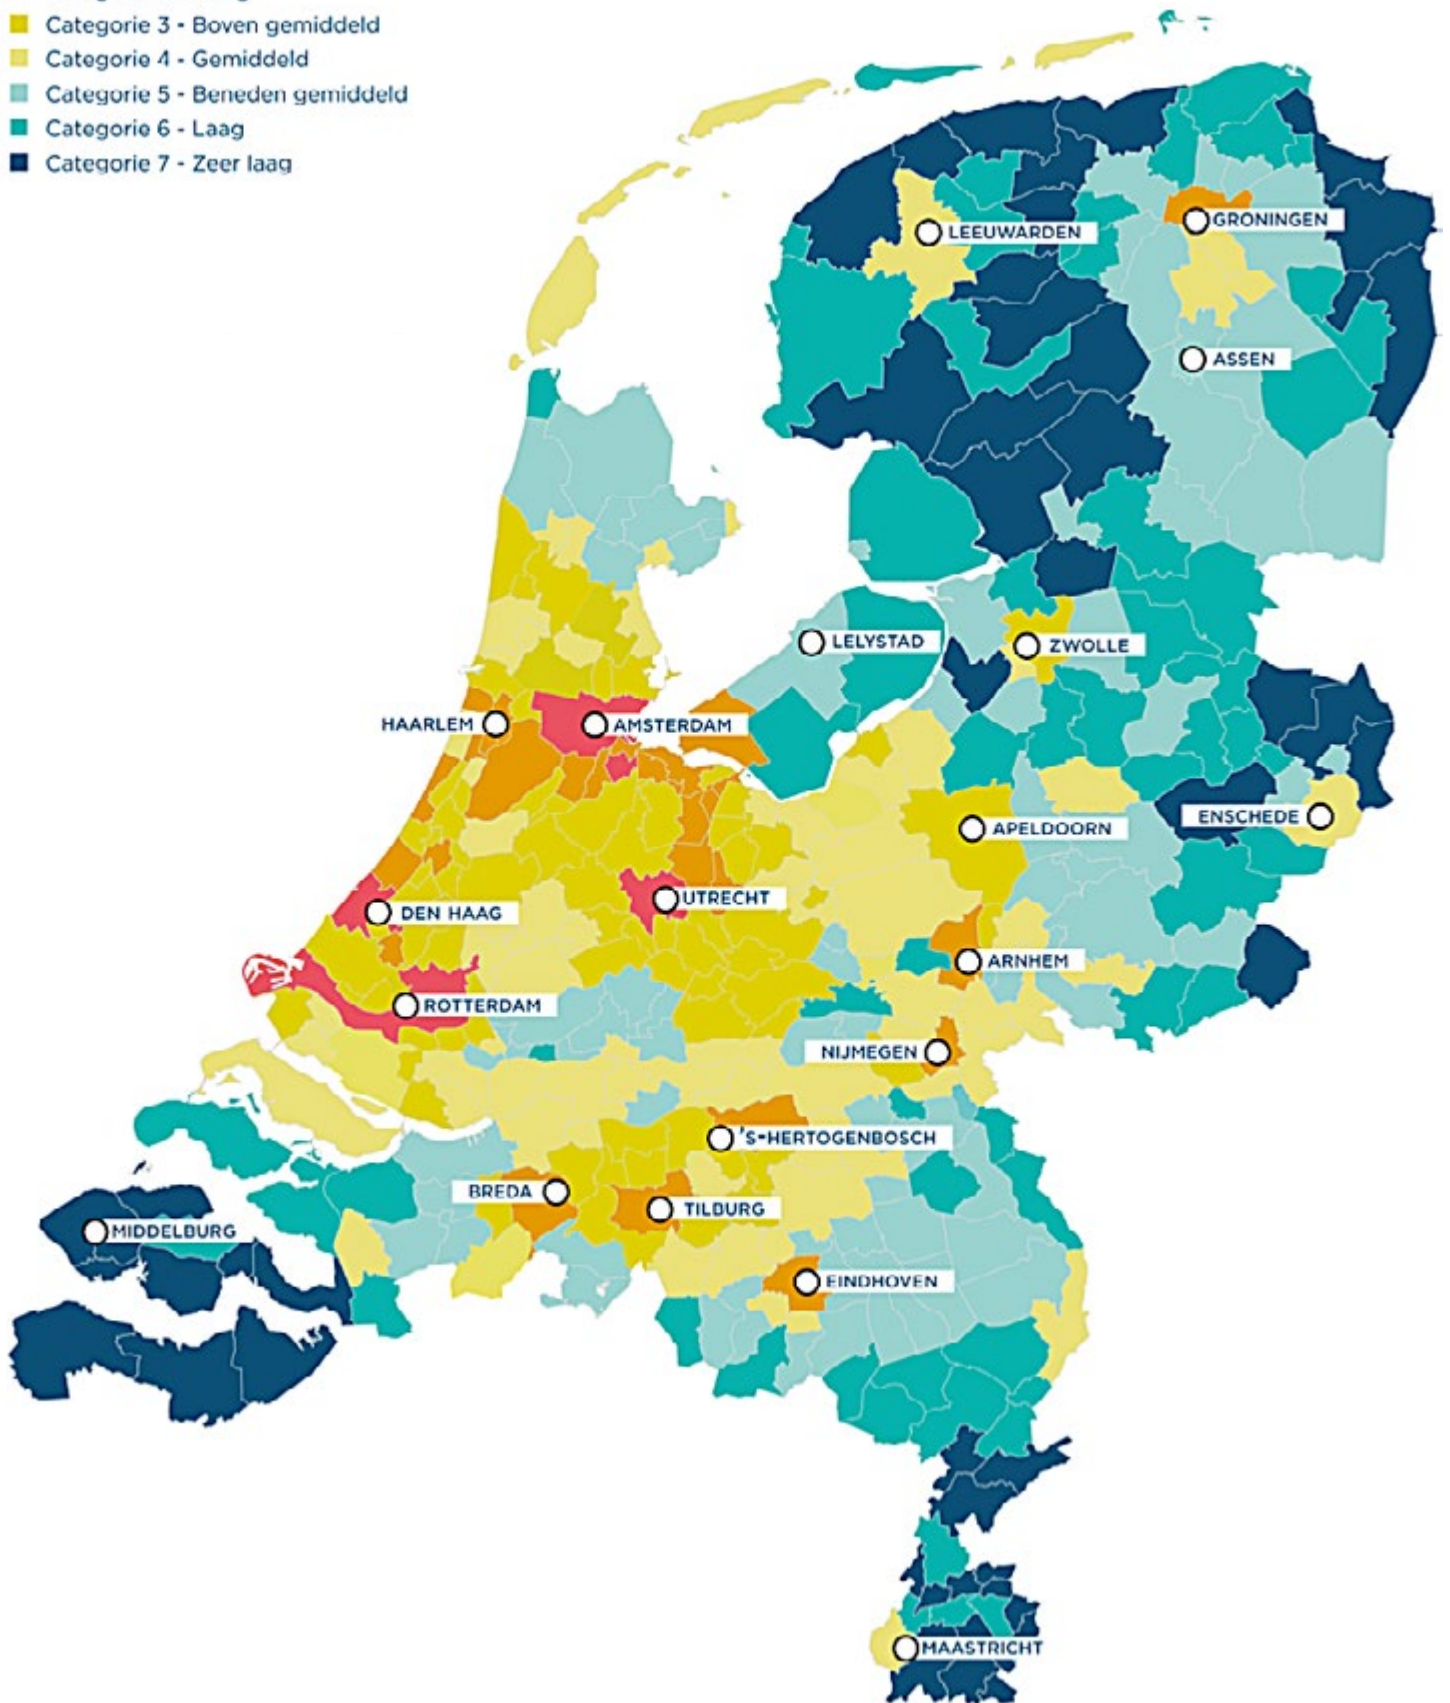 Categorie 3 - Boven gemiddeld
Categorie 4 - Gemiddeld
Categorie 5 - Beneden gemiddeld
Categorie 6 - Laag
Categorie 7 - Zeer laag
GRONINGEN
LEEUWARDEN
ASSEN
LELYSTAD
ZWOLLE
HAARLEM
AMSTERDAM
ENSCHEDE
APELDOORN
UTRECHT
DEN HAAG
ARNHEM
ROTTERDAM
NIJMEGEN
'S-HERTOGENBOSCH
BREDA
TILBURG
MIDDELBURG
EINDHOVEN
MAASTRICHT